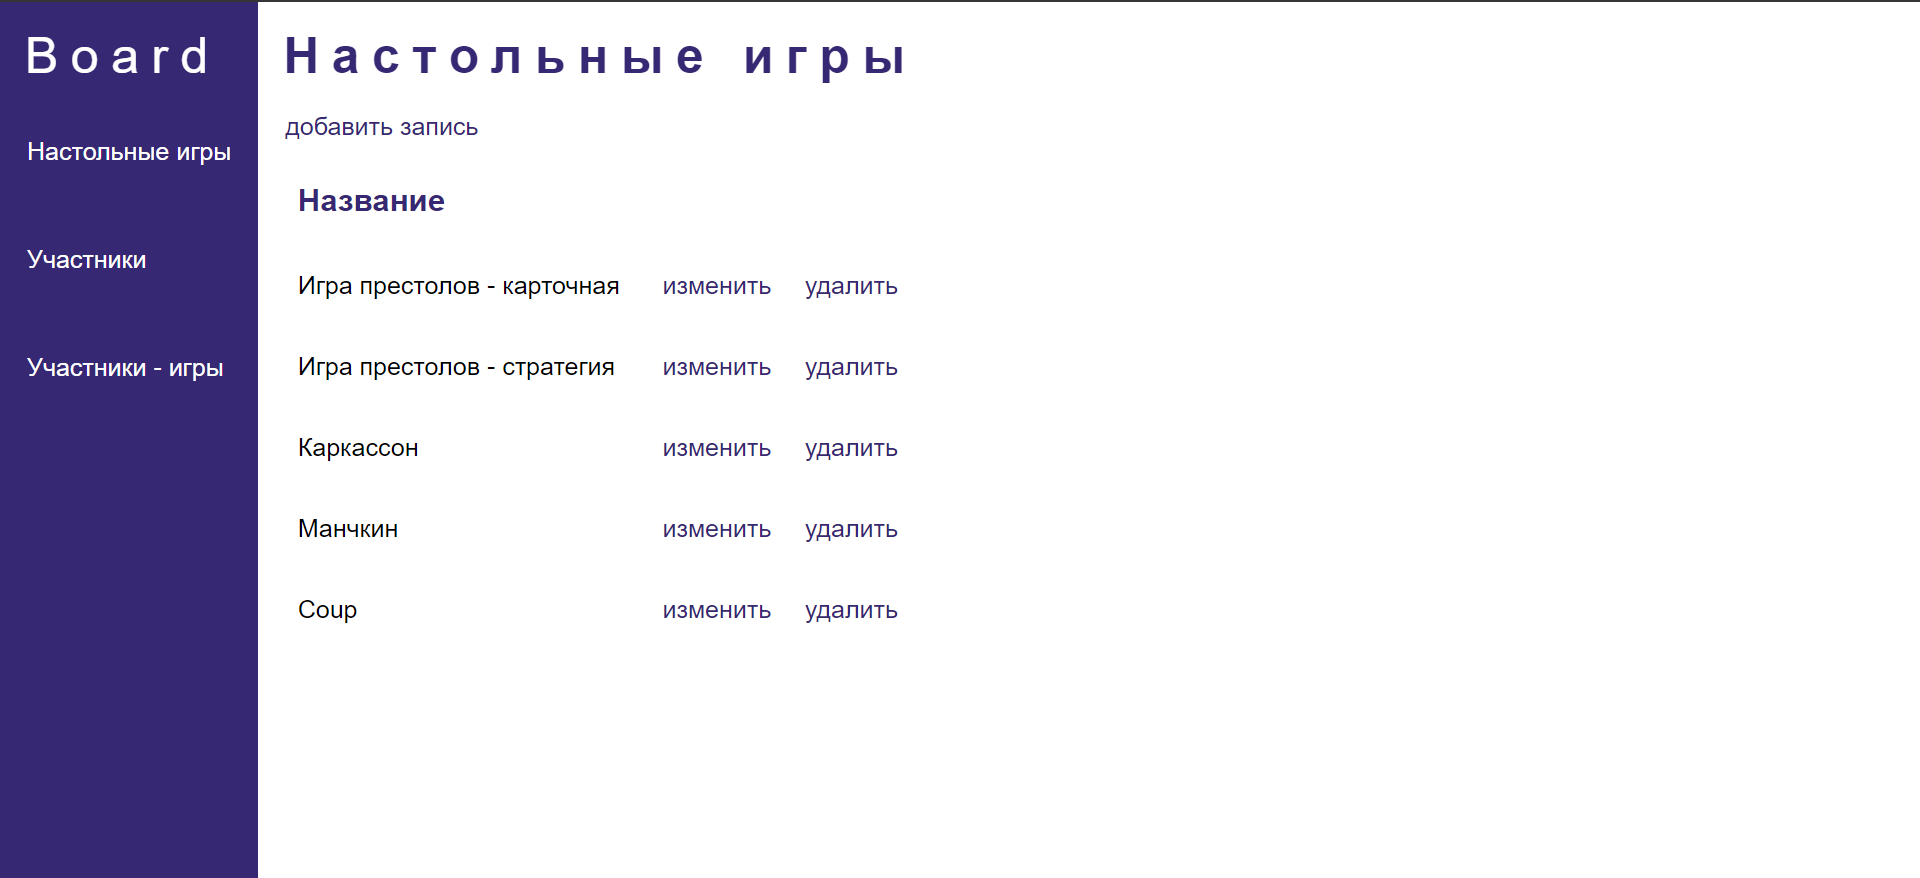 Board
Настольные игры
Участники
Участники - игры
Настольные игры
добавить запись
Название
Игра престолов - карточная изменить удалить
Игра престолов - стратегия изменить удалить
Каркассон изменить удалить
Манчкин изменить удалить
Coup изменить удалить